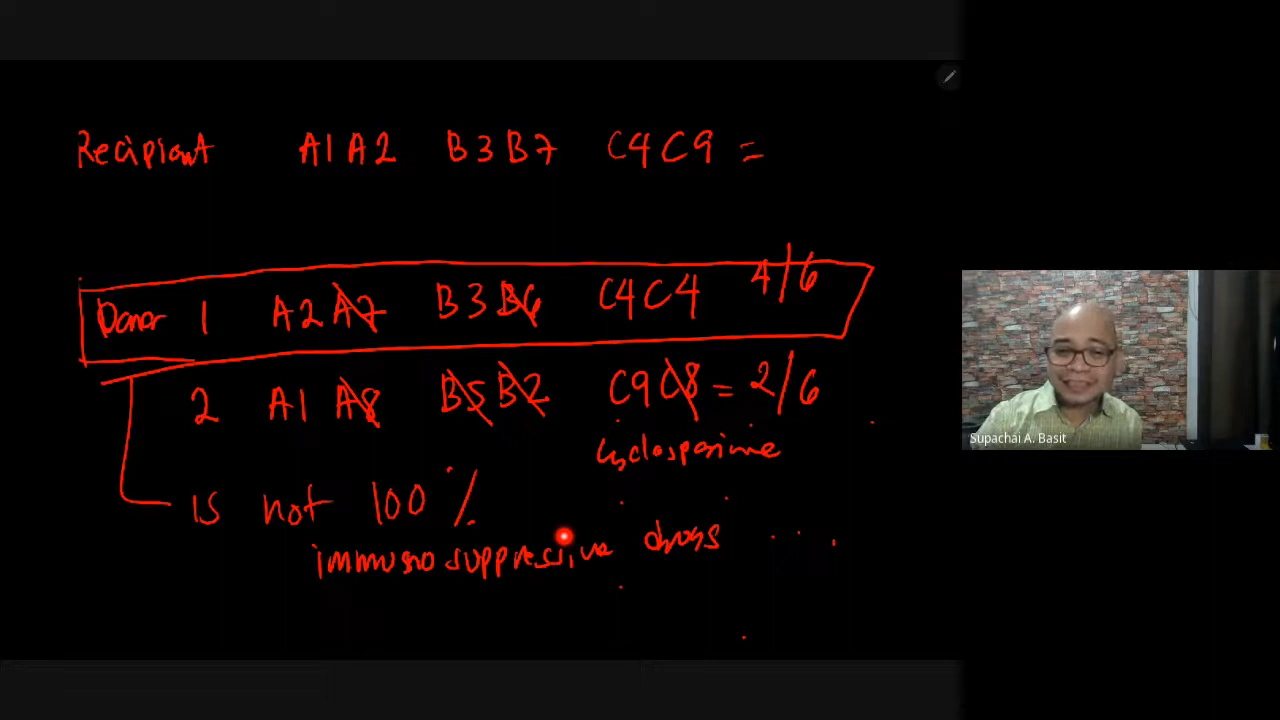 Recipient A1 A2 B3 B7 C4 C9 =
Donor 1 A2 A7 B3 B6 C4 C4 4/6
2 A1 A8 B5 B2 C9 C8 = 2/6
cyclosporine
is not 100 %
immunosuppressive drugs
Supachai A. Basit